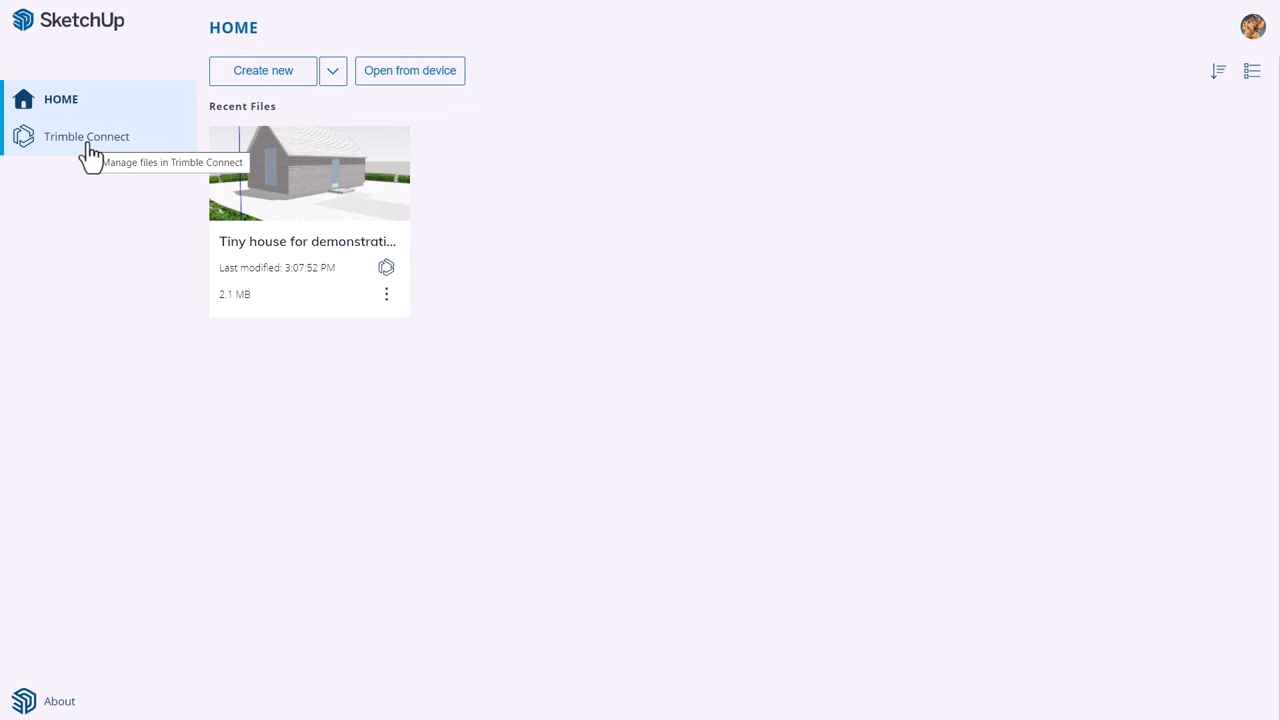 SketchUp
HOME
Create new
Open from device
HOME
Trimble Connect
Manage files in Trimble Connect
Recent Files
Tiny house for demonstrati...
Last modified: 3:07:52 PM
2.1 MB
About